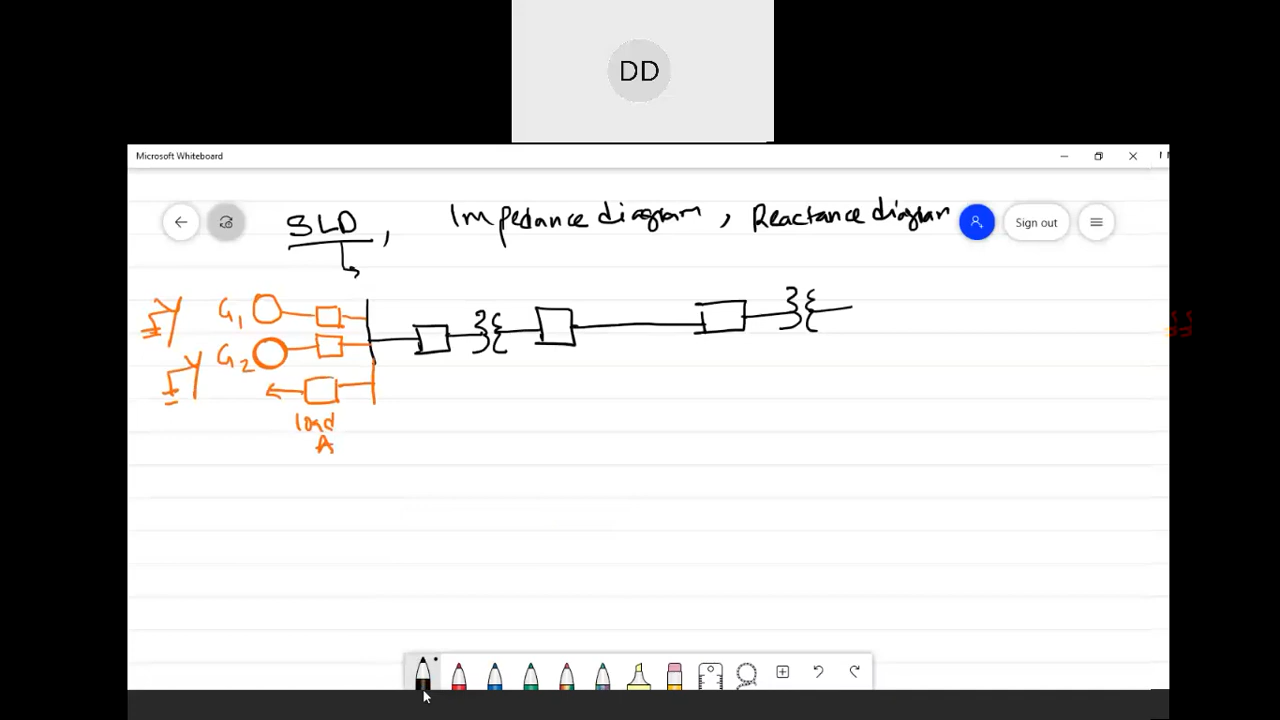 DD
Microsoft Whiteboard
SLD, Impedance diagram, Reactance diagram
Sign out
G1
G2
load
A